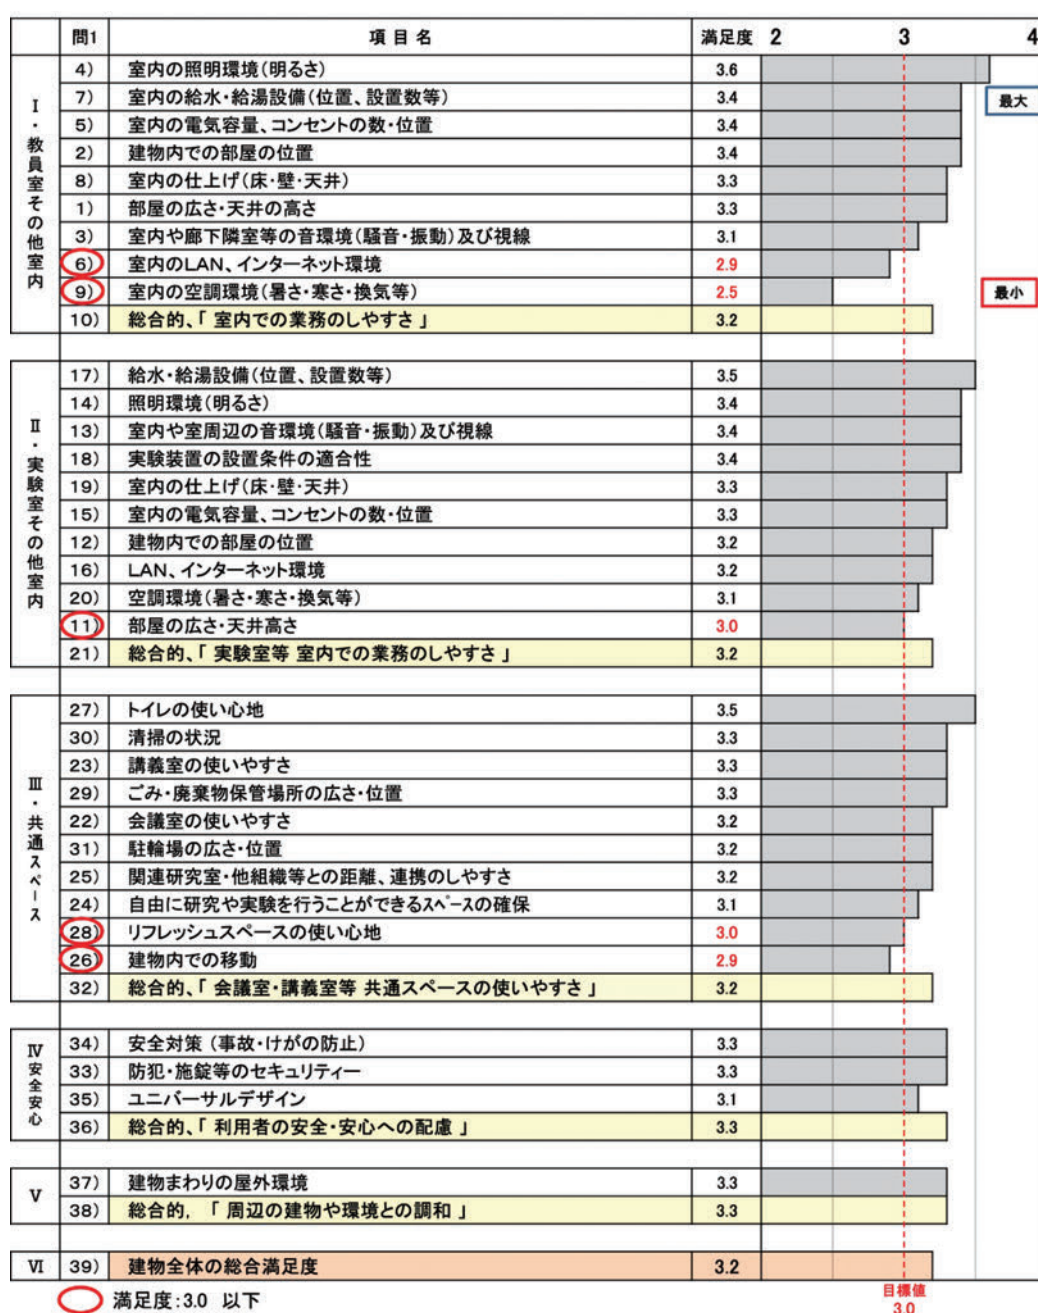 問1 項目名 満足度 2 3 4
Ⅰ・教員室その他室内
4) 室内の照明環境(明るさ) 3.6
7) 室内の給水・給湯設備(位置、設置数等) 3.4
最大
5) 室内の電気容量、コンセントの数・位置 3.4
2) 建物内での部屋の位置 3.4
8) 室内の仕上げ(床・壁・天井) 3.3
1) 部屋の広さ・天井の高さ 3.3
3) 室内や廊下隣室等の音環境(騒音・振動)及び視線 3.1
6) 室内のLAN、インターネット環境 2.9
9) 室内の空調環境(暑さ・寒さ・換気等) 2.5
最小
10) 総合的、「 室内での業務のしやすさ 」 3.2
Ⅱ・実験室その他室内
17) 給水・給湯設備(位置、設置数等) 3.5
14) 照明環境(明るさ) 3.4
13) 室内や室周辺の音環境(騒音・振動)及び視線 3.4
18) 実験装置の設置条件の適合性 3.4
19) 室内の仕上げ(床・壁・天井) 3.3
15) 室内の電気容量、コンセントの数・位置 3.3
12) 建物内での部屋の位置 3.2
16) LAN、インターネット環境 3.2
20) 空調環境(暑さ・寒さ・換気等) 3.1
11) 部屋の広さ・天井高さ 3.0
21) 総合的、「 実験室等 室内での業務のしやすさ 」 3.2
Ⅲ・共通スペース
27) トイレの使い心地 3.5
30) 清掃の状況 3.3
23) 講義室の使いやすさ 3.3
29) ごみ・廃棄物保管場所の広さ・位置 3.3
22) 会議室の使いやすさ 3.2
31) 駐輪場の広さ・位置 3.2
25) 関連研究室・他組織等との距離、連携のしやすさ 3.2
24) 自由に研究や実験を行うことができるスペースの確保 3.1
28) リフレッシュスペースの使い心地 3.0
26) 建物内での移動 2.9
32) 総合的、「 会議室・講義室等 共通スペースの使いやすさ 」 3.2
Ⅳ安全安心
34) 安全対策 (事故・けがの防止) 3.3
33) 防犯・施錠等のセキュリティー 3.3
35) ユニバーサルデザイン 3.1
36) 総合的、「 利用者の安全・安心への配慮 」 3.3
Ⅴ
37) 建物まわりの屋外環境 3.3
38) 総合的, 「 周辺の建物や環境との調和 」 3.3
Ⅵ 39) 建物全体の総合満足度 3.2
満足度:3.0 以下
目標値
3.0